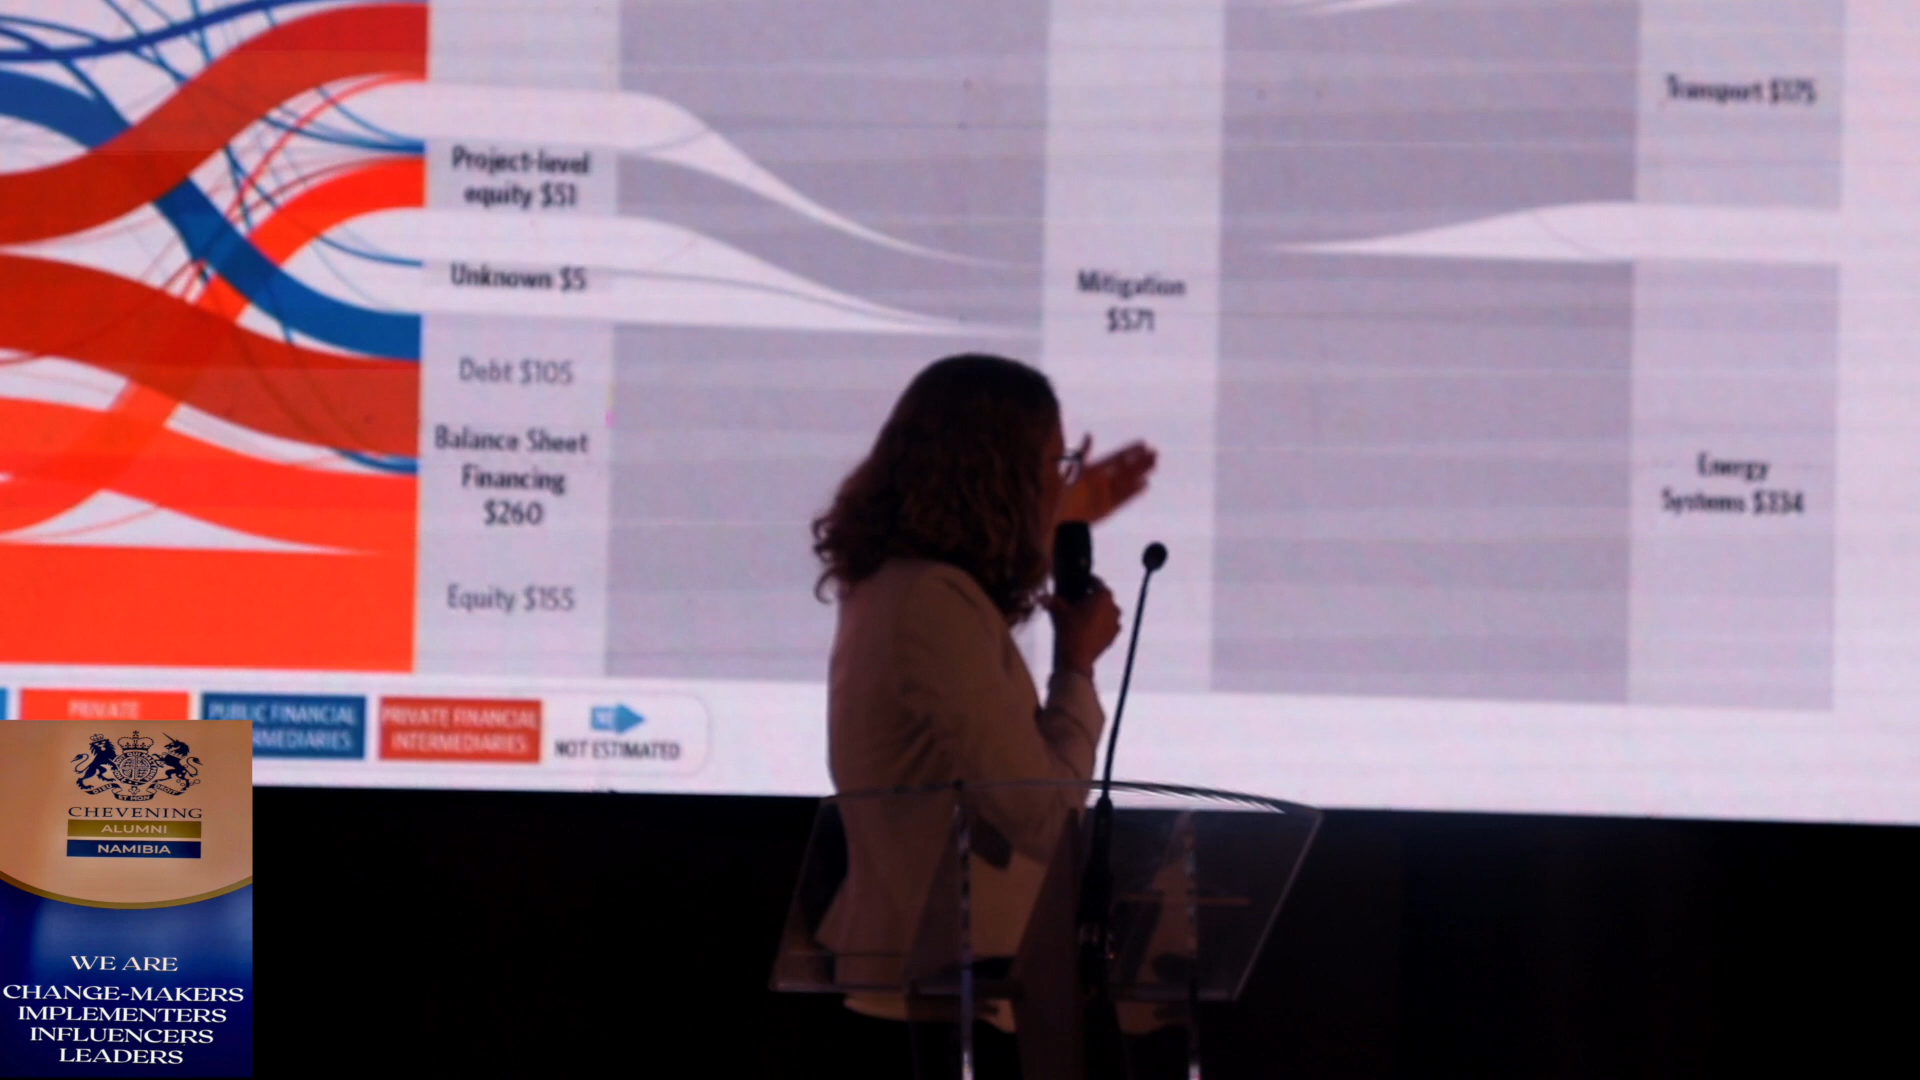 Project-level
equity $51
Unknown $5
Debt $105
Balance Sheet
Financing
$260
Equity $155
Mitigation
$571
Transport $175
Energy
Systems $334
PRIVATE
PUBLIC FINANCIAL
PRIVATE FINANCIAL
INTERMEDIARIES
NOT ESTIMATED
CHEVENING
ALUMNI
NAMIBIA
WE ARE
CHANGE-MAKERS
IMPLEMENTERS
INFLUENCERS
LEADERS